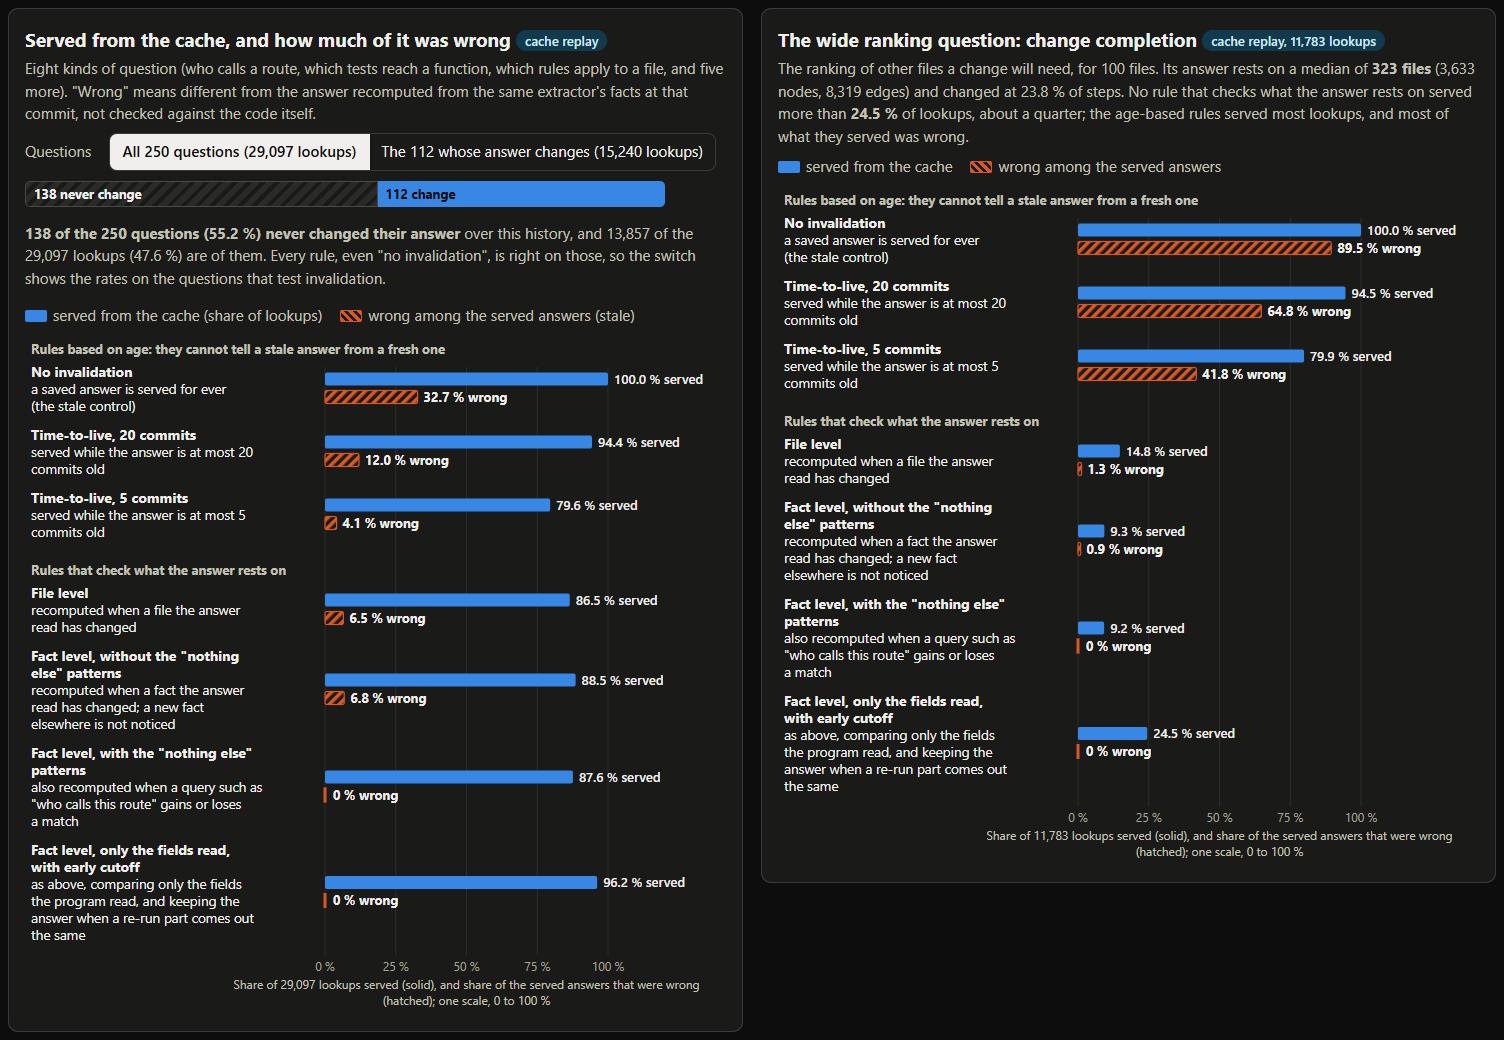 Served from the cache, and how much of it was wrong cache replay
Eight kinds of question (who calls a route, which tests reach a function, which rules apply to a file, and five
more). "Wrong" means different from the answer recomputed from the same extractor's facts at that
commit, not checked against the code itself.
Questions All 250 questions (29,097 lookups) The 112 whose answer changes (15,240 lookups)
138 never change 112 change
138 of the 250 questions (55.2 %) never changed their answer over this history, and 13,857 of the
29,097 lookups (47.6 %) are of them. Every rule, even "no invalidation", is right on those, so the switch
shows the rates on the questions that test invalidation.
served from the cache (share of lookups) wrong among the served answers (stale)
Rules based on age: they cannot tell a stale answer from a fresh one
No invalidation
a saved answer is served for ever
(the stale control)
100.0 % served
32.7 % wrong
Time-to-live, 20 commits
served while the answer is at most 20
commits old
94.4 % served
12.0 % wrong
Time-to-live, 5 commits
served while the answer is at most 5
commits old
79.6 % served
4.1 % wrong
Rules that check what the answer rests on
File level
recomputed when a file the answer
read has changed
86.5 % served
6.5 % wrong
Fact level, without the "nothing
else" patterns
recomputed when a fact the answer
read has changed; a new fact
elsewhere is not noticed
88.5 % served
6.8 % wrong
Fact level, with the "nothing else"
patterns
also recomputed when a query such as
"who calls this route" gains or loses
a match
87.6 % served
0 % wrong
Fact level, only the fields read,
with early cutoff
as above, comparing only the fields
the program read, and keeping the
answer when a re-run part comes out
the same
96.2 % served
0 % wrong
0 % 25 % 50 % 75 % 100 %
Share of 29,097 lookups served (solid), and share of the served answers that were wrong
(hatched); one scale, 0 to 100 %
The wide ranking question: change completion cache replay, 11,783 lookups
The ranking of other files a change will need, for 100 files. Its answer rests on a median of 323 files (3,633
nodes, 8,319 edges) and changed at 23.8 % of steps. No rule that checks what the answer rests on served
more than 24.5 % of lookups, about a quarter; the age-based rules served most lookups, and most of
what they served was wrong.
served from the cache wrong among the served answers
Rules based on age: they cannot tell a stale answer from a fresh one
No invalidation
a saved answer is served for ever
(the stale control)
100.0 % served
89.5 % wrong
Time-to-live, 20 commits
served while the answer is at most 20
commits old
94.5 % served
64.8 % wrong
Time-to-live, 5 commits
served while the answer is at most 5
commits old
79.9 % served
41.8 % wrong
Rules that check what the answer rests on
File level
recomputed when a file the answer
read has changed
14.8 % served
1.3 % wrong
Fact level, without the "nothing
else" patterns
recomputed when a fact the answer
read has changed; a new fact
elsewhere is not noticed
9.3 % served
0.9 % wrong
Fact level, with the "nothing else"
patterns
also recomputed when a query such as
"who calls this route" gains or loses
a match
9.2 % served
0 % wrong
Fact level, only the fields read,
with early cutoff
as above, comparing only the fields
the program read, and keeping the
answer when a re-run part comes out
the same
24.5 % served
0 % wrong
0 % 25 % 50 % 75 % 100 %
Share of 11,783 lookups served (solid), and share of the served answers that were wrong
(hatched); one scale, 0 to 100 %